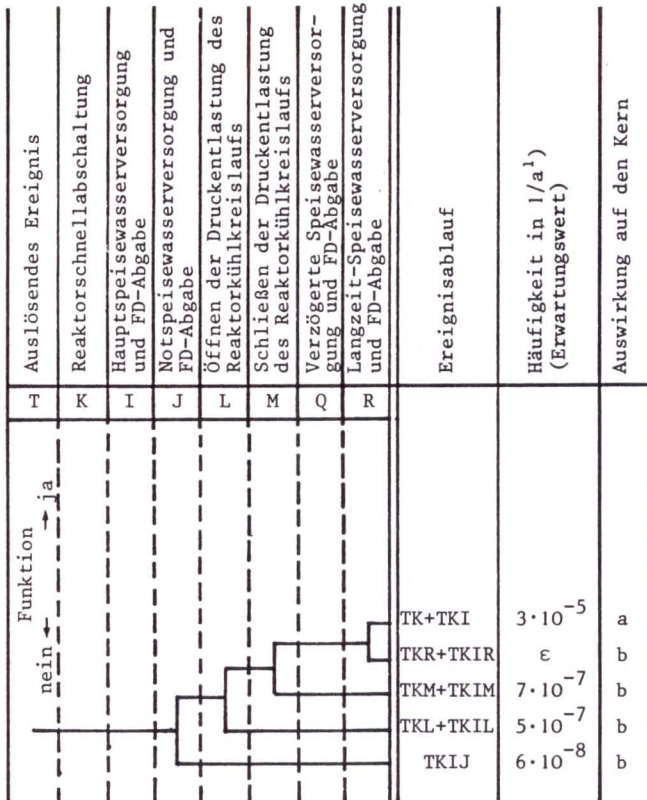 Auslösendes Ereignis
Reaktorschnellabschaltung
Hauptspeisewasserversorgung
und FD-Abgabe
Notspeisewasserversorgung und
FD-Abgabe
Öffnen der Druckentlastung des
Reaktorkühlkreislaufs
Schließen der Druckentlastung
des Reaktorkühlkreislaufs
Verzögerte Speisewasserversor-
gung und FD-Abgabe
Langzeit-Speisewasserversorgung
und FD-Abgabe
Ereignisablauf
Häufigkeit in 1/a¹)
(Erwartungswert)
Auswirkung auf den Kern
T K I J L M Q R
Funktion
nein ← → ja
TK+TKI 3·10⁻⁵ a
TKR+TKIR ε b
TKM+TKIM 7·10⁻⁷ b
TKL+TKIL 5·10⁻⁷ b
TKIJ 6·10⁻⁸ b